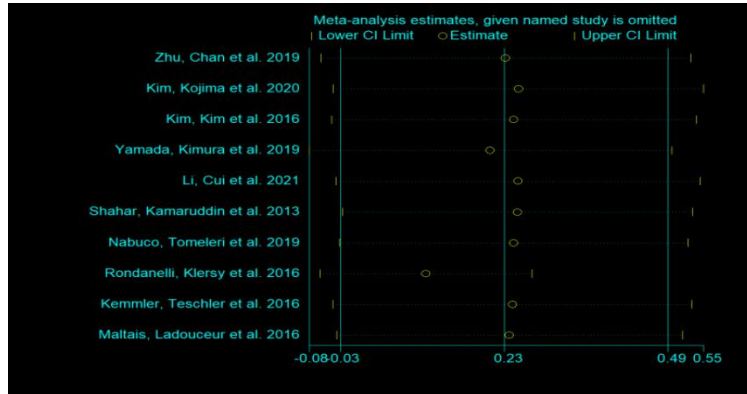 Meta-analysis estimates, given named study is omitted
Lower CI Limit Estimate Upper CI Limit
Zhu, Chan et al. 2019
Kim, Kojima et al. 2020
Kim, Kim et al. 2016
Yamada, Kimura et al. 2019
Li, Cui et al. 2021
Shahar, Kamaruddin et al. 2013
Nabuco, Tomeleri et al. 2019
Rondanelli, Klersy et al. 2016
Kemmler, Teschler et al. 2016
Maltais, Ladouceur et al. 2016
-0.08 -0.03 0.23 0.49 0.55